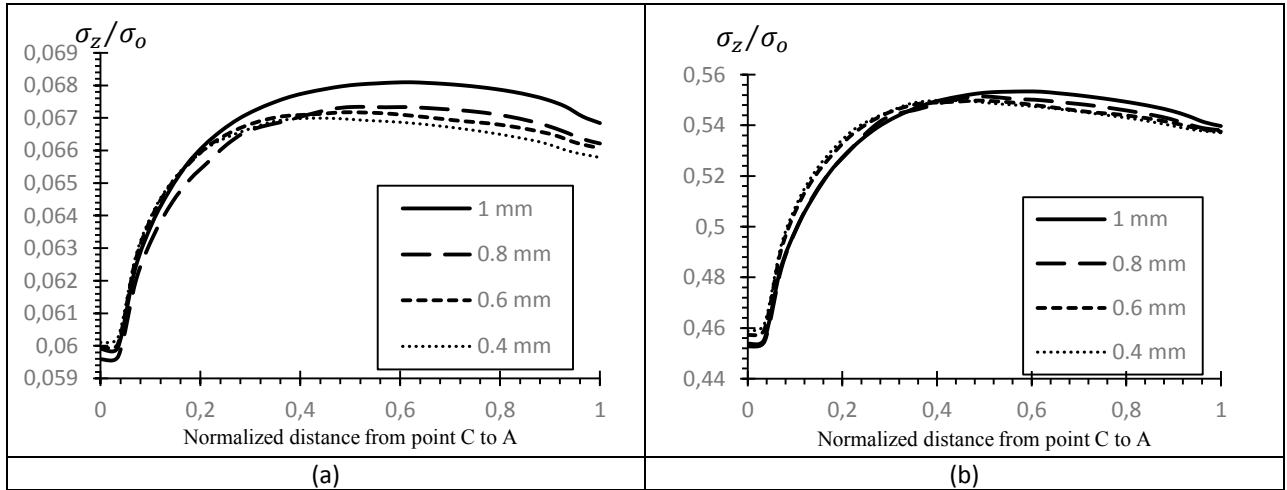 σ_z/σ_o
0,069
0,068
0,067
0,066
0,065
0,064
0,063
0,062
0,061
0,06
0,059
0 0,2 0,4 0,6 0,8 1
Normalized distance from point C to A
1 mm
0.8 mm
0.6 mm
0.4 mm
(a)
σ_z/σ_o
0,56
0,54
0,52
0,5
0,48
0,46
0,44
0 0,2 0,4 0,6 0,8 1
Normalized distance from point C to A
1 mm
0.8 mm
0.6 mm
0.4 mm
(b)